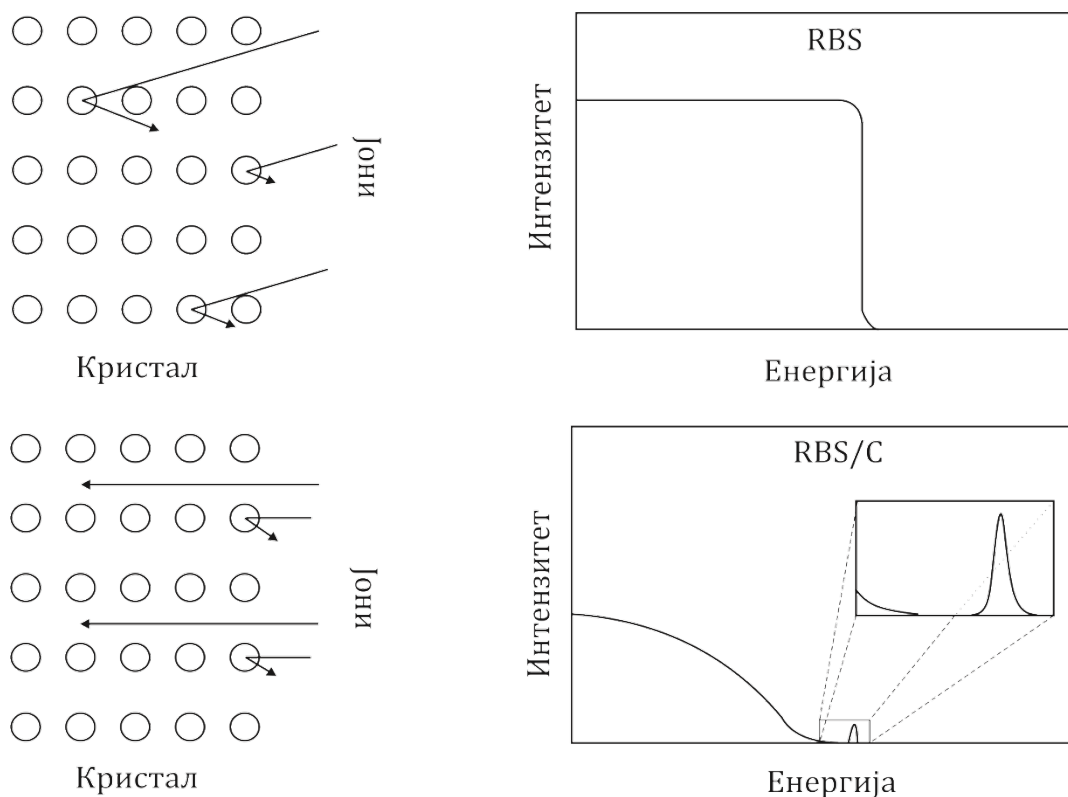 RBS
Интензитет
Јони
Кристал
Енергија
RBS/C
Интензитет
Јони
Кристал
Енергија